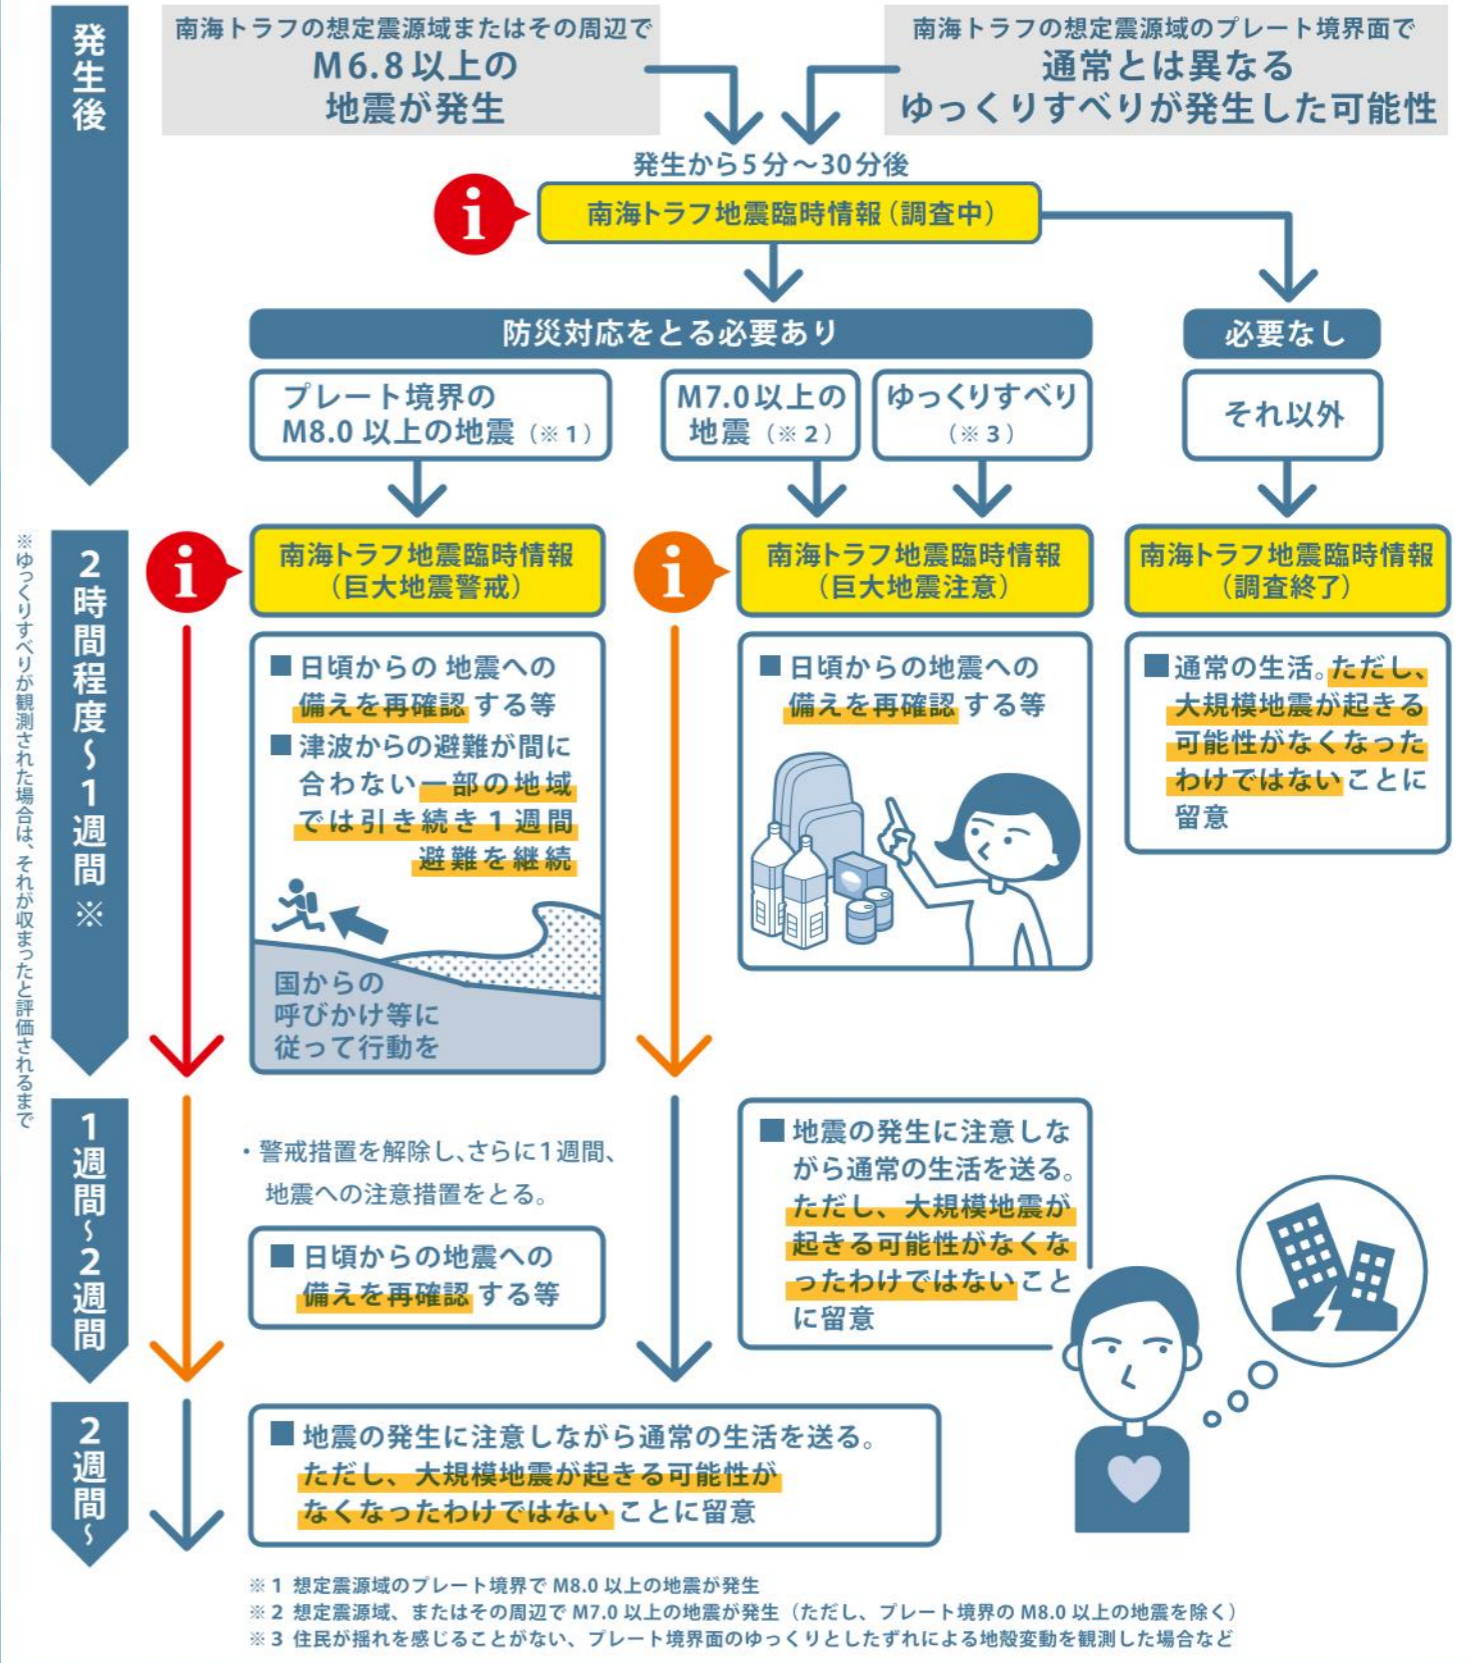 発生後
南海トラフの想定震源域またはその周辺で
M6.8以上の
地震が発生
南海トラフの想定震源域のプレート境界面で
通常とは異なる
ゆっくりすべりが発生した可能性
発生から5分～30分後
i
南海トラフ地震臨時情報（調査中）
防災対応をとる必要あり
必要なし
プレート境界の
M8.0 以上の地震（※1）
M7.0以上の
地震（※2）
ゆっくりすべり
（※3）
それ以外
2時間程度～1週間※
※ゆっくりすべりが観測された場合は、それが収まったと評価されるまで
i
南海トラフ地震臨時情報
（巨大地震警戒）
i
南海トラフ地震臨時情報
（巨大地震注意）
南海トラフ地震臨時情報
（調査終了）
■日頃からの 地震への
備えを再確認 する等
■津波からの避難が間に
合わない一部の地域
では引き続き1週間
避難を継続
国からの
呼びかけ等に
従って行動を
■日頃からの地震への
備えを再確認 する等
■通常の生活。ただし、
大規模地震が起きる
可能性がなくなった
わけではないことに
留意
1週間～2週間
・警戒措置を解除し、さらに1週間、
地震への注意措置をとる。
■日頃からの地震への
備えを再確認 する等
■地震の発生に注意しな
がら通常の生活を送る。
ただし、大規模地震が
起きる可能性がなくな
ったわけではないこと
に留意
2週間～
■地震の発生に注意しながら通常の生活を送る。
ただし、大規模地震が起きる可能性が
なくなったわけではない ことに留意
※1 想定震源域のプレート境界で M8.0 以上の地震が発生
※2 想定震源域、またはその周辺で M7.0 以上の地震が発生（ただし、プレート境界の M8.0 以上の地震を除く）
※3 住民が揺れを感じることがない、プレート境界面のゆっくりとしたずれによる地殻変動を観測した場合など